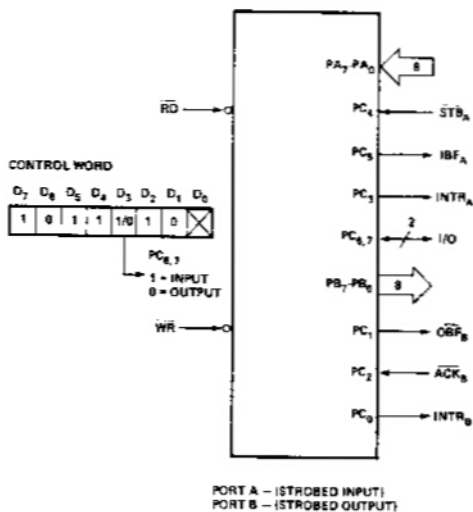 PA7-PA0
8
RD
PC4
STBA
PC5
IBFA
CONTROL WORD
D7 D6 D5 D4 D3 D2 D1 D0
1 0 1 1 1/0 1 0
PC3
INTRA
PC6,7
2
I/O
PC6,7
1 = INPUT
0 = OUTPUT
PB7-PB0
8
WR
PC1
OBFB
PC2
ACKB
PC0
INTRB
PORT A – (STROBED INPUT)
PORT B – (STROBED OUTPUT)